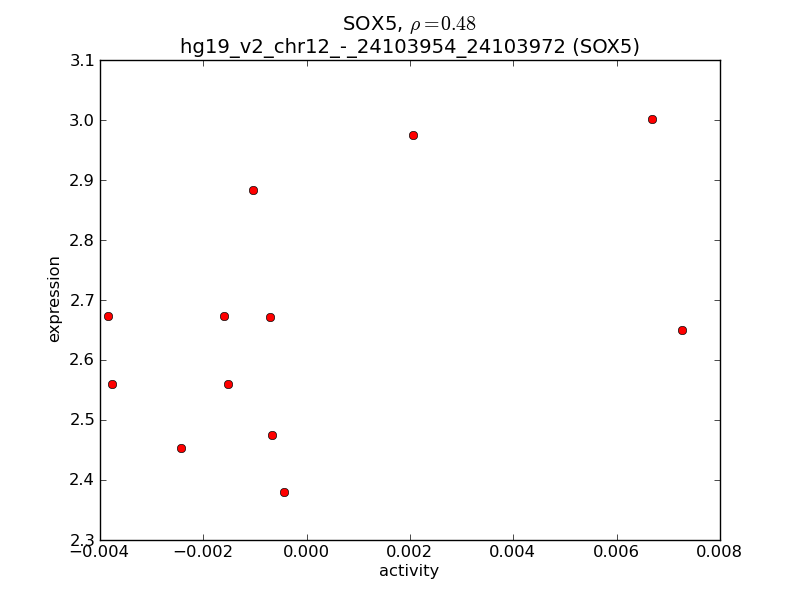 SOX5, ρ=0.48
hg19_v2_chr12_-_24103954_24103972 (SOX5)
3.1
3.0
2.9
2.8
2.7
2.6
2.5
2.4
2.3
expression
−0.004 −0.002 0.000 0.002 0.004 0.006 0.008
activity